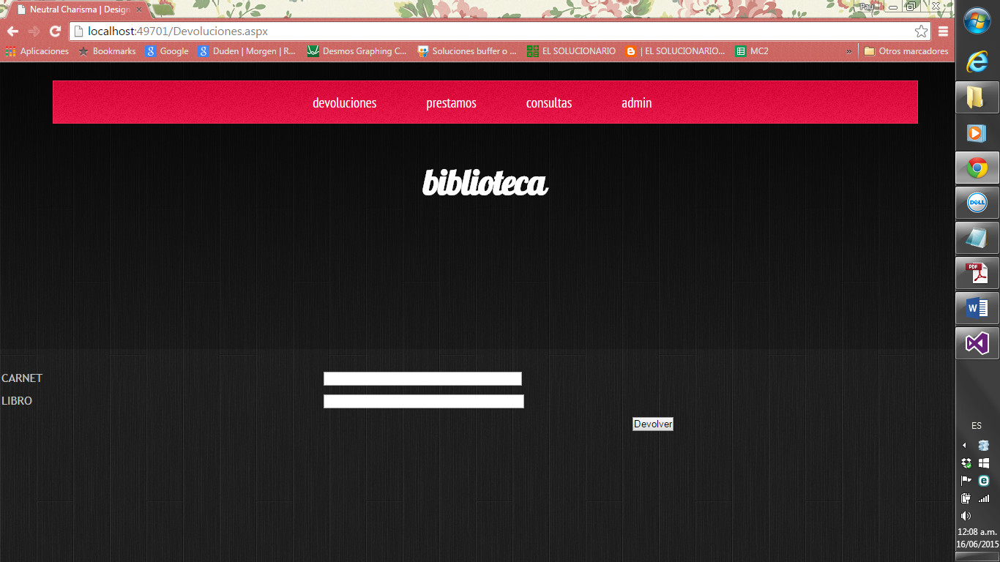 Neutral Charisma | Design
Pau
localhost:49701/Devoluciones.aspx
Aplicaciones Bookmarks Google Duden | Morgen | R... Desmos Graphing C... Soluciones buffer o ... EL SOLUCIONARIO | EL SOLUCIONARIO... MC2 » Otros marcadores
devoluciones prestamos consultas admin
biblioteca
CARNET
LIBRO
Devolver
DELL
PDF
ES
12:08 a.m.
16/06/2015